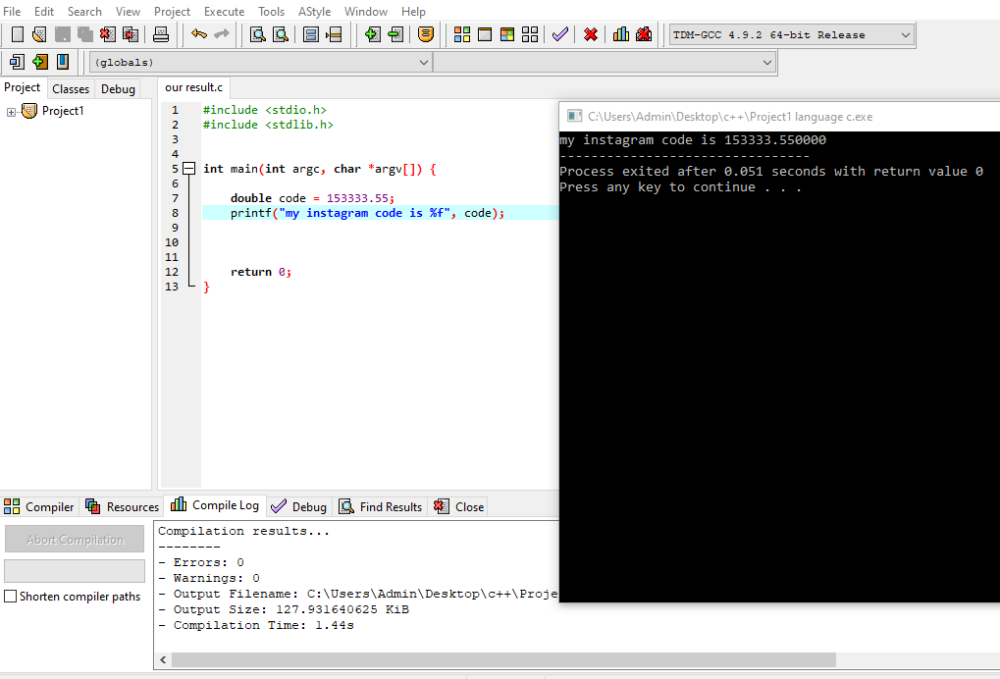 File Edit Search View Project Execute Tools AStyle Window Help
TDM-GCC 4.9.2 64-bit Release
(globals)
Project Classes Debug
Project1
our result.c
1 #include <stdio.h>
2 #include <stdlib.h>
3
4
5 int main(int argc, char *argv[]) {
6
7 double code = 153333.55;
8 printf("my instagram code is %f", code);
9
10
11
12 return 0;
13 }
C:\Users\Admin\Desktop\c++\Project1 language c.exe
my instagram code is 153333.550000
--------------------------------
Process exited after 0.051 seconds with return value 0
Press any key to continue . . .
Compiler Resources Compile Log Debug Find Results Close
Abort Compilation
Shorten compiler paths
Compilation results...
--------
- Errors: 0
- Warnings: 0
- Output Filename: C:\Users\Admin\Desktop\c++\Proje
- Output Size: 127.931640625 KiB
- Compilation Time: 1.44s